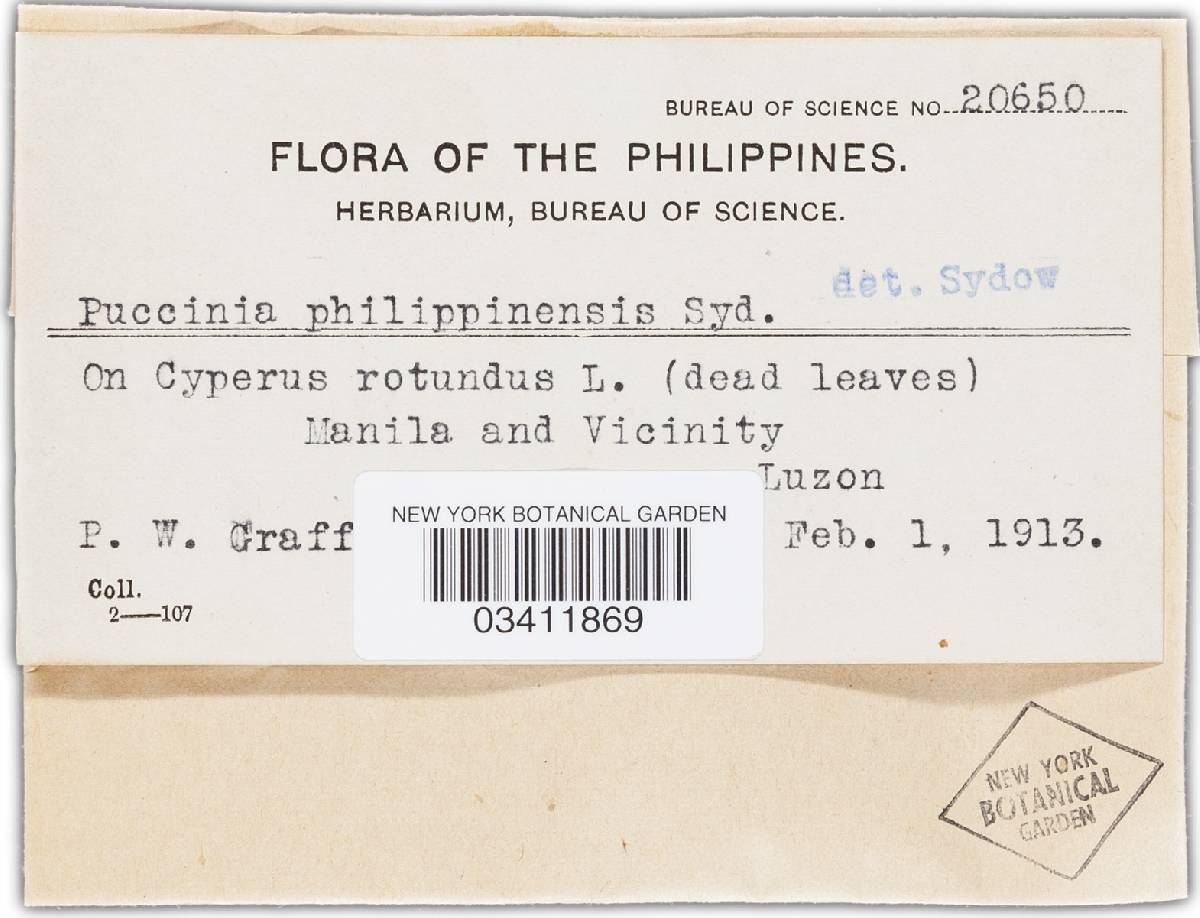 BUREAU OF SCIENCE NO. 20650
FLORA OF THE PHILIPPINES.
HERBARIUM, BUREAU OF SCIENCE.
det. Sydow
Puccinia philippinensis Syd.
On Cyperus rotundus L. (dead leaves)
Manila and Vicinity
Luzon
P. W. Graff Feb. 1, 1913.
Coll.
2—107
NEW YORK BOTANICAL GARDEN
03411869
NEW YORK
BOTANICAL
GARDEN